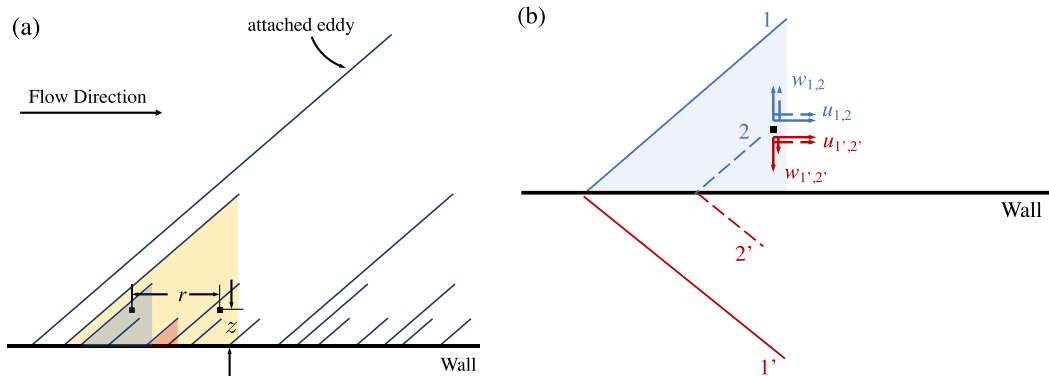 (a)
attached eddy
Flow Direction
r
z
Wall
(b)
1
w1,2
u1,2
2
u1',2'
w1',2'
Wall
2'
1'